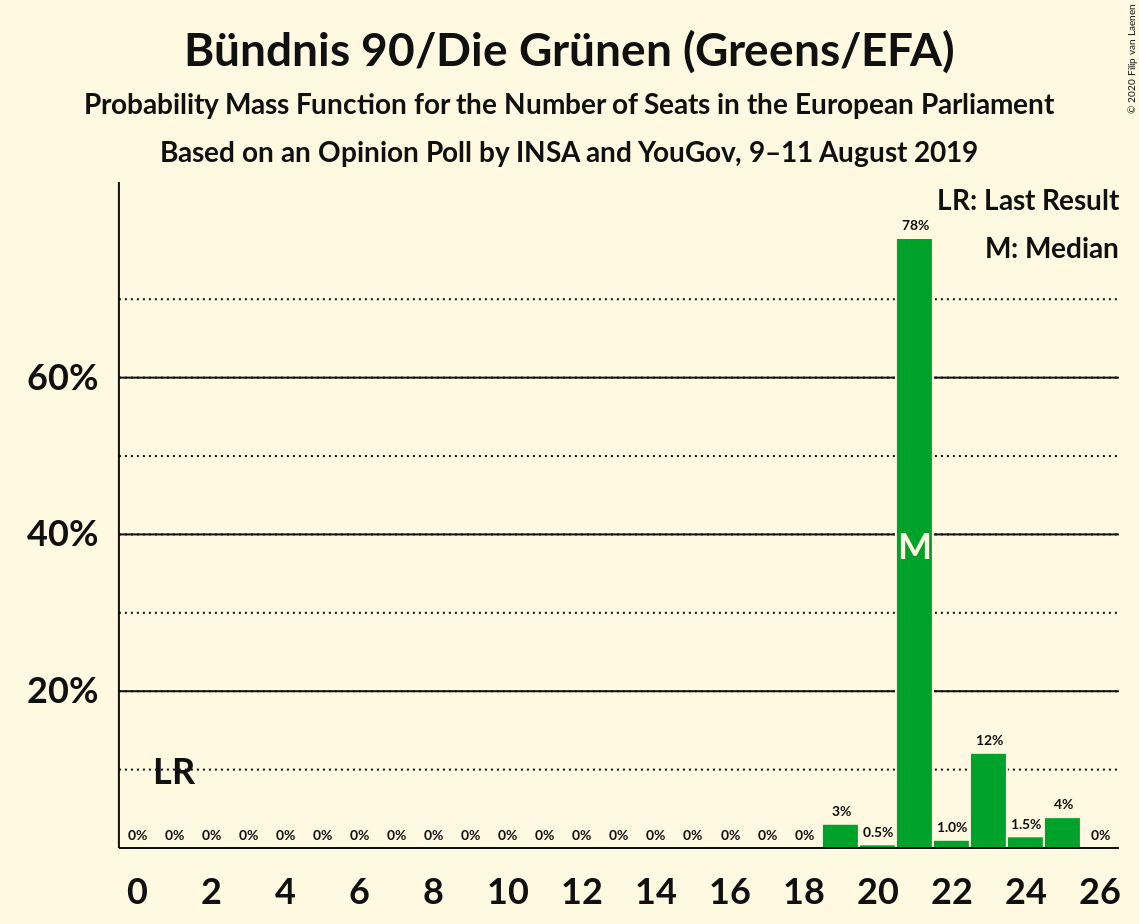 Bündnis 90/Die Grünen (Greens/EFA)
Probability Mass Function for the Number of Seats in the European Parliament
Based on an Opinion Poll by INSA and YouGov, 9–11 August 2019
© 2020 Filip van Laenen
LR: Last Result
M: Median
78%
60%
40%
M
20%
12%
LR
3%
4%
0% 0% 0% 0% 0% 0% 0% 0% 0% 0% 0% 0% 0% 0% 0% 0% 0% 0% 0% 0.5% 1.0% 1.5% 0%
0 2 4 6 8 10 12 14 16 18 20 22 24 26